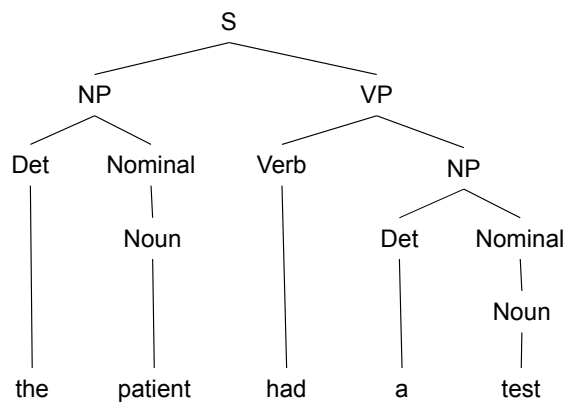 S
NP VP
Det Nominal Verb NP
Noun Det Nominal
Noun
the patient had a test